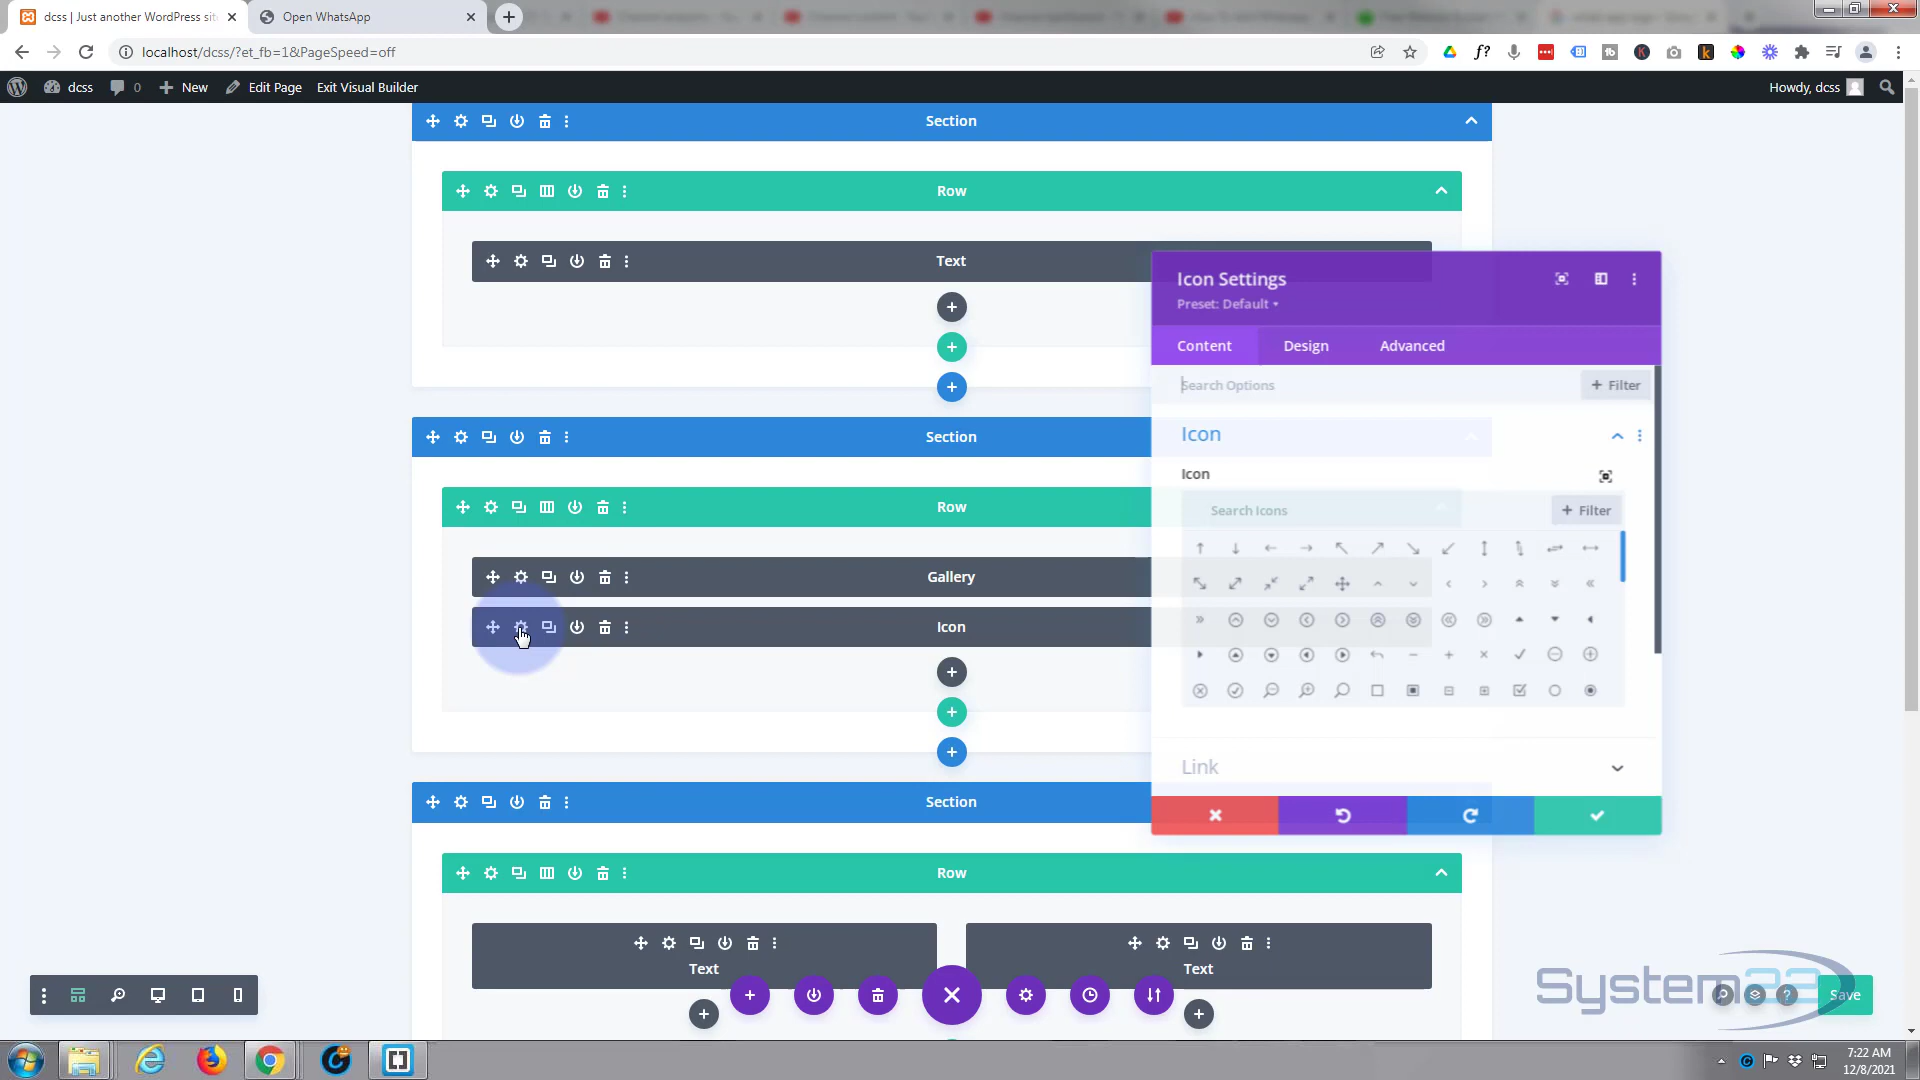 dcss | Just another WordPress sit
Open WhatsApp
localhost/dcss/?et_fb=1&PageSpeed=off
dcss
0
New
Edit Page
Exit Visual Builder
Howdy, dcss
Section
Row
Text
Icon Settings
Preset: Default
Content
Design
Advanced
Search Options
+ Filter
Section
Icon
Icon
Row
Search Icons
+ Filter
Gallery
Icon
Link
Section
Row
Text
Text
System22
Save
7:22 AM
12/8/2021